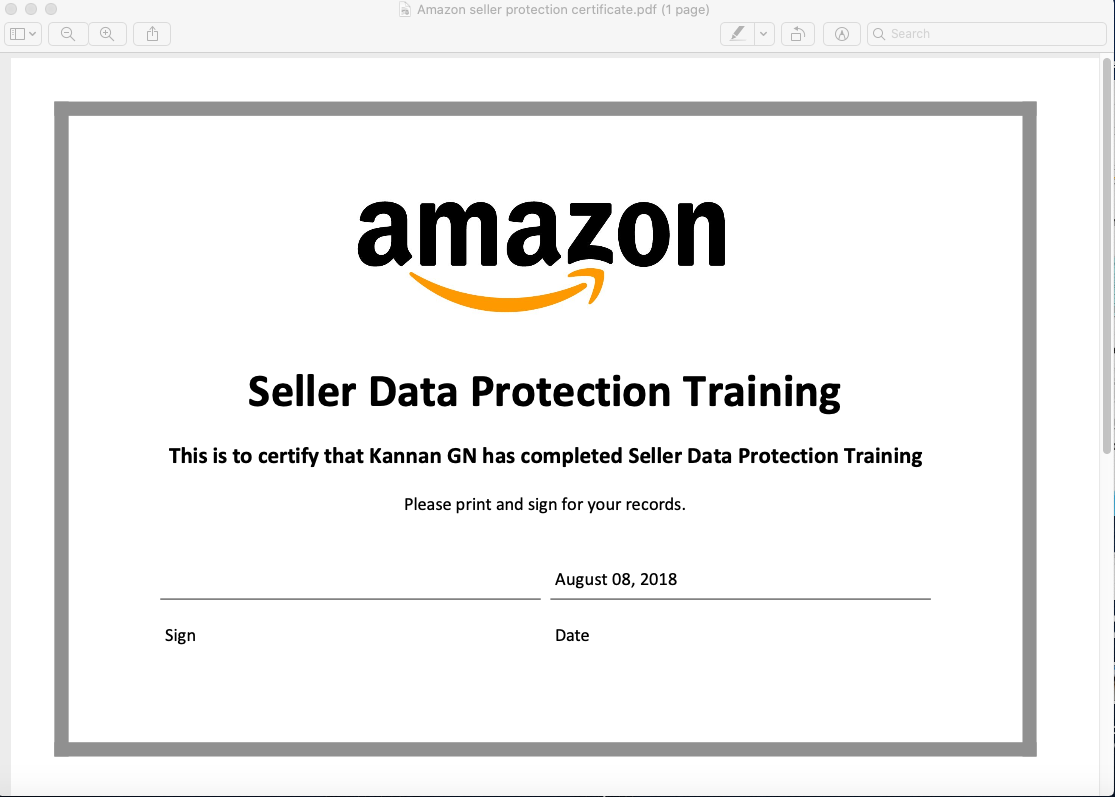 Amazon seller protection certificate.pdf (1 page)
Search
amazon
Seller Data Protection Training
This is to certify that Kannan GN has completed Seller Data Protection Training
Please print and sign for your records.
August 08, 2018
Sign
Date